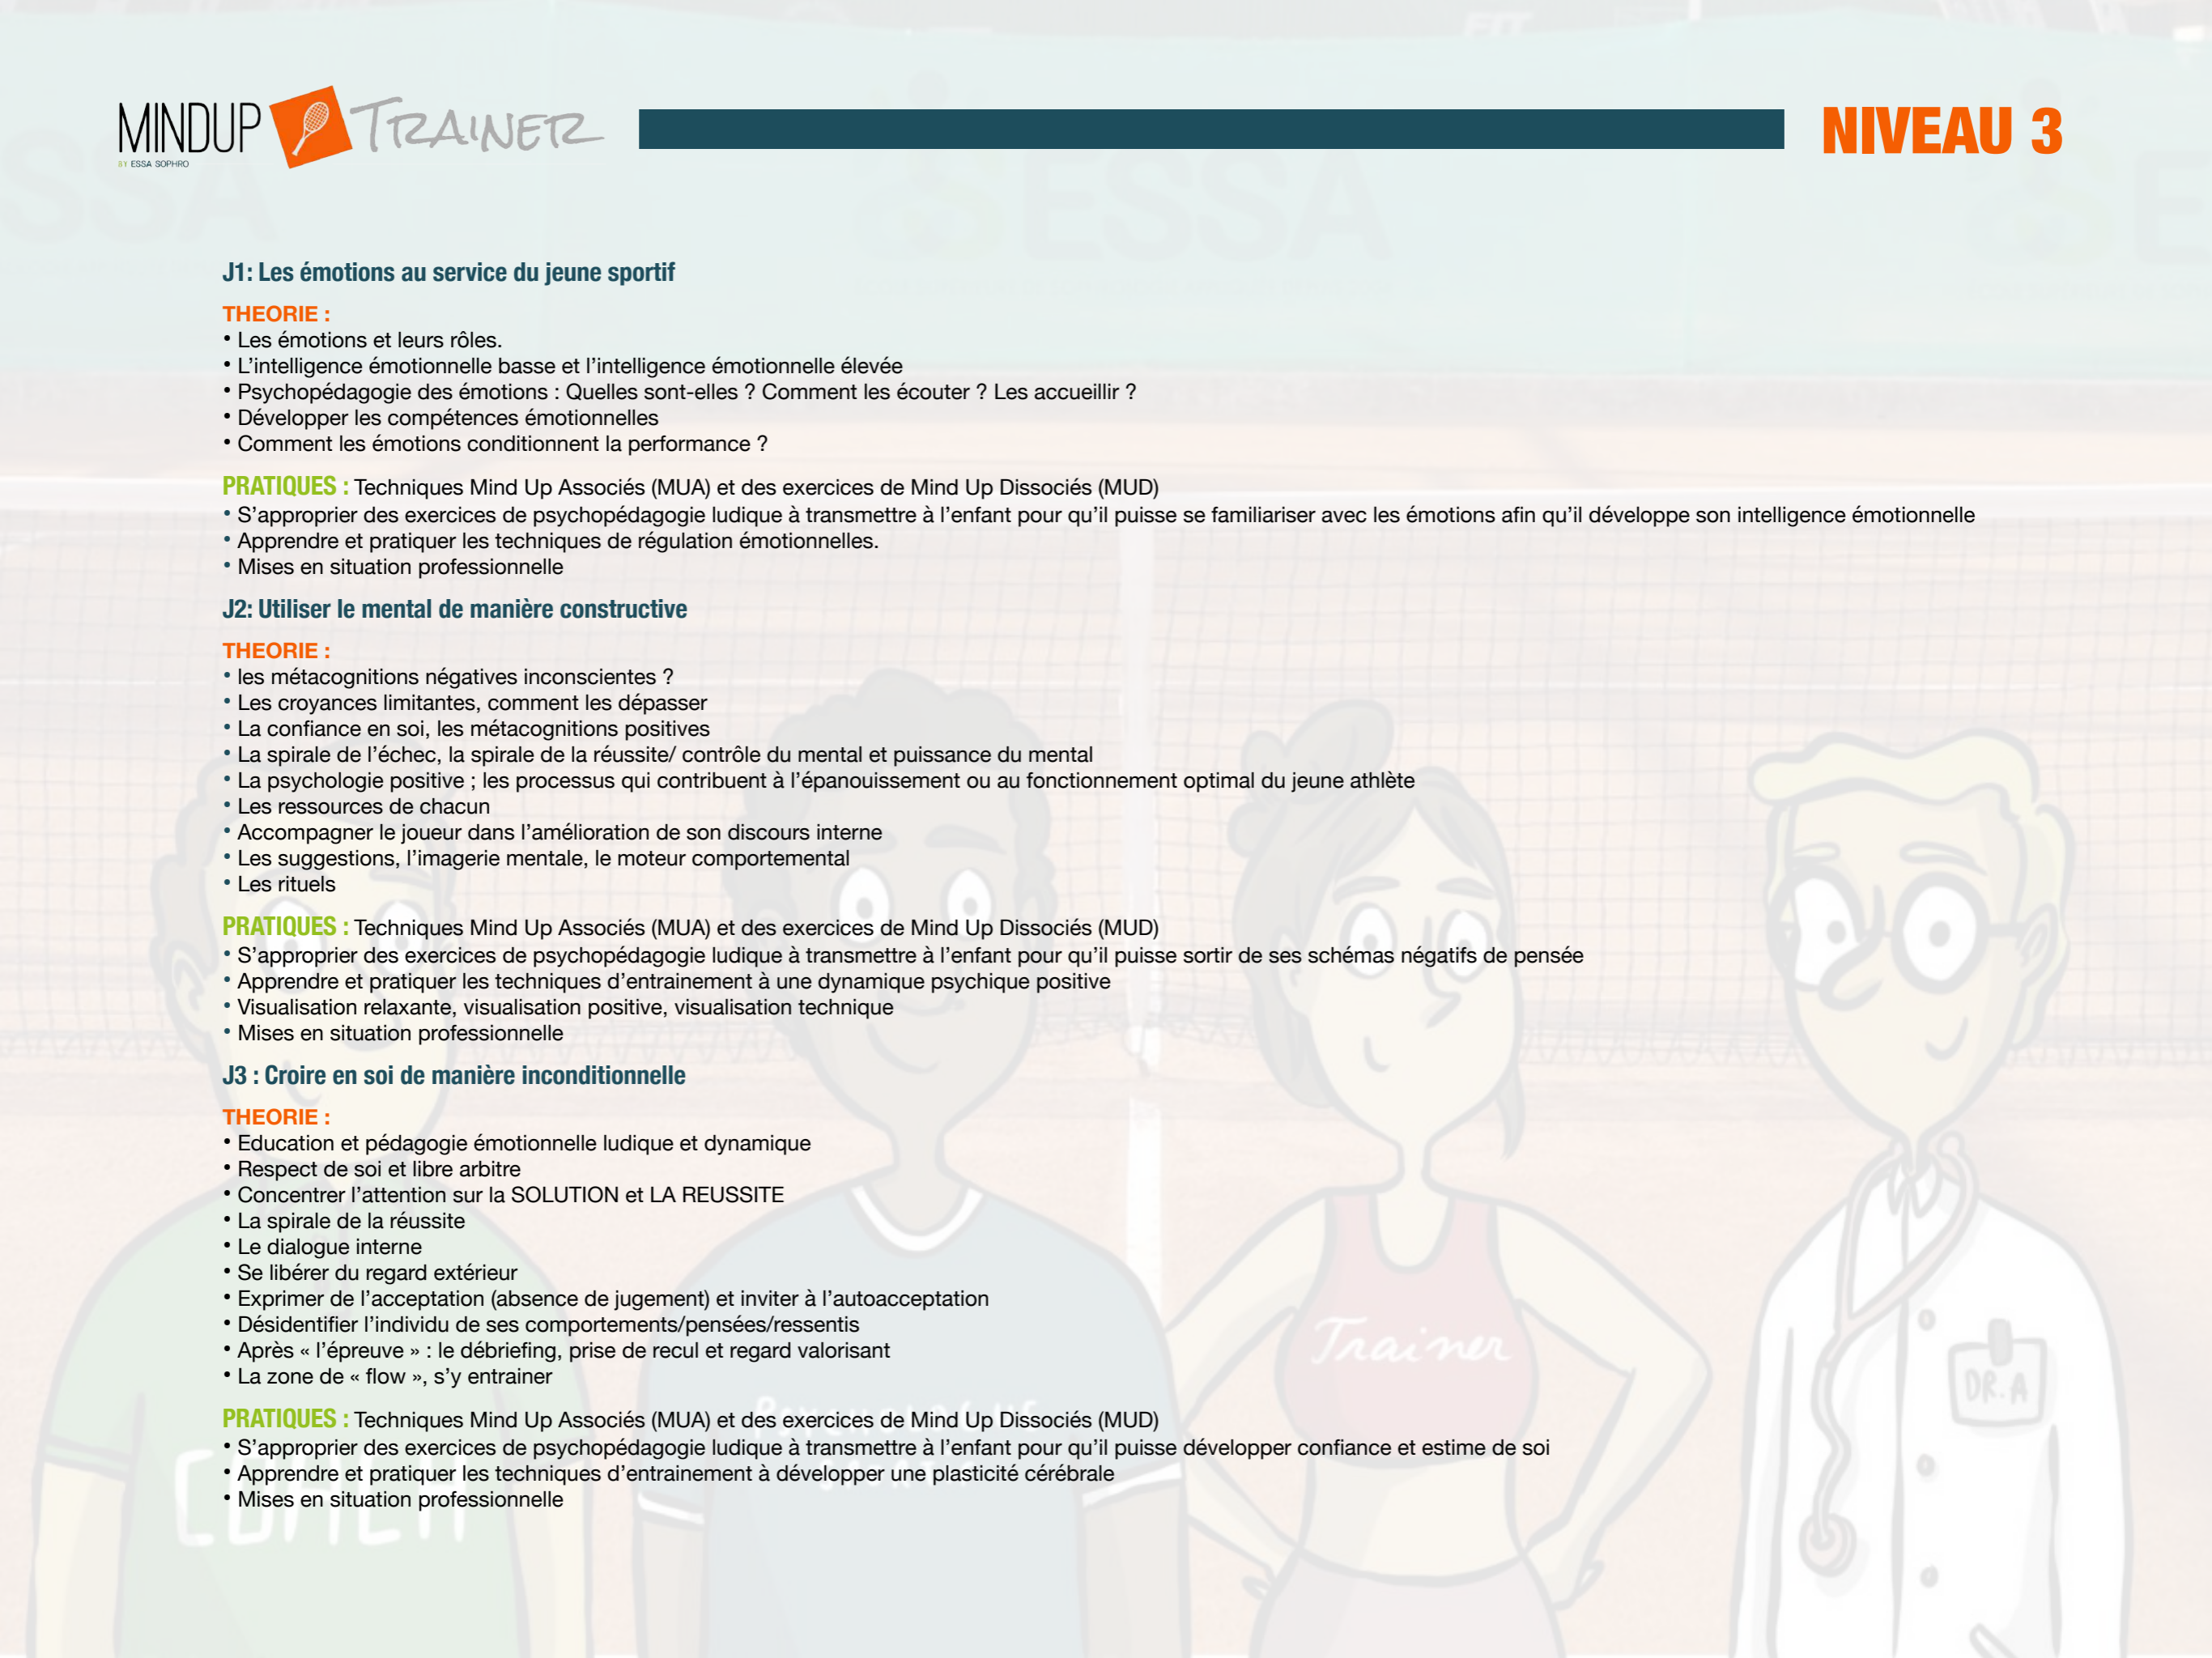 MINDUP TRAINER
BY ESSA SOPHRO
NIVEAU 3
ESSA
J1: Les émotions au service du jeune sportif
THEORIE :
• Les émotions et leurs rôles.
• L’intelligence émotionnelle basse et l’intelligence émotionnelle élevée
• Psychopédagogie des émotions : Quelles sont-elles ? Comment les écouter ? Les accueillir ?
• Développer les compétences émotionnelles
• Comment les émotions conditionnent la performance ?
PRATIQUES : Techniques Mind Up Associés (MUA) et des exercices de Mind Up Dissociés (MUD)
• S’approprier des exercices de psychopédagogie ludique à transmettre à l’enfant pour qu’il puisse se familiariser avec les émotions afin qu’il développe son intelligence émotionnelle
• Apprendre et pratiquer les techniques de régulation émotionnelles.
• Mises en situation professionnelle
J2: Utiliser le mental de manière constructive
THEORIE :
• les métacognitions négatives inconscientes ?
• Les croyances limitantes, comment les dépasser
• La confiance en soi, les métacognitions positives
• La spirale de l’échec, la spirale de la réussite/ contrôle du mental et puissance du mental
• La psychologie positive ; les processus qui contribuent à l’épanouissement ou au fonctionnement optimal du jeune athlète
• Les ressources de chacun
• Accompagner le joueur dans l’amélioration de son discours interne
• Les suggestions, l’imagerie mentale, le moteur comportemental
• Les rituels
PRATIQUES : Techniques Mind Up Associés (MUA) et des exercices de Mind Up Dissociés (MUD)
• S’approprier des exercices de psychopédagogie ludique à transmettre à l’enfant pour qu’il puisse sortir de ses schémas négatifs de pensée
• Apprendre et pratiquer les techniques d’entrainement à une dynamique psychique positive
• Visualisation relaxante, visualisation positive, visualisation technique
• Mises en situation professionnelle
J3 : Croire en soi de manière inconditionnelle
THEORIE :
• Education et pédagogie émotionnelle ludique et dynamique
• Respect de soi et libre arbitre
• Concentrer l’attention sur la SOLUTION et LA REUSSITE
• La spirale de la réussite
• Le dialogue interne
• Se libérer du regard extérieur
• Exprimer de l’acceptation (absence de jugement) et inviter à l’autoacceptation
• Désidentifier l’individu de ses comportements/pensées/ressentis
• Après « l’épreuve » : le débriefing, prise de recul et regard valorisant
• La zone de « flow », s’y entrainer
PRATIQUES : Techniques Mind Up Associés (MUA) et des exercices de Mind Up Dissociés (MUD)
• S’approprier des exercices de psychopédagogie ludique à transmettre à l’enfant pour qu’il puisse développer confiance et estime de soi
• Apprendre et pratiquer les techniques d’entrainement à développer une plasticité cérébrale
• Mises en situation professionnelle
COACH
PSYCHOLOGUE
Trainer
DR.A